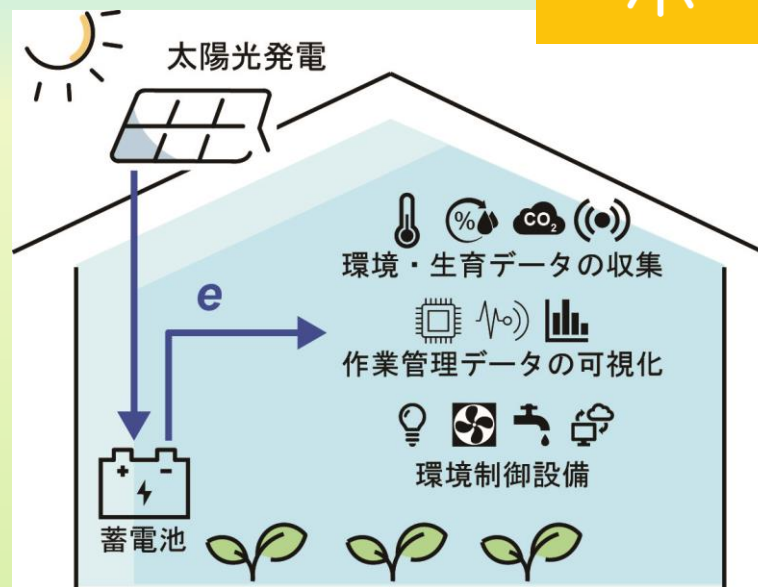 太陽光発電
%
CO₂
環境・生育データの収集
e
作業管理データの可視化
環境制御設備
+ -
蓄電池